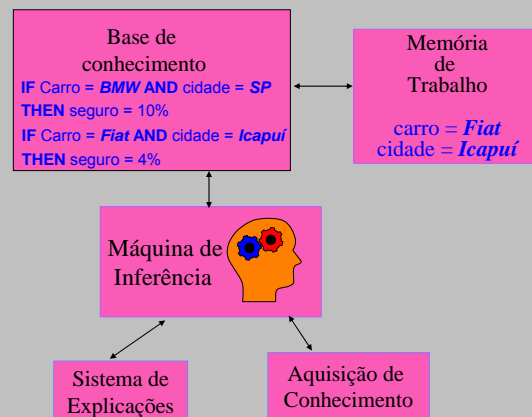 Base de
conhecimento
IF Carro = BMW AND cidade = SP
THEN seguro = 10%
IF Carro = Fiat AND cidade = Icapuí
THEN seguro = 4%
Memória
de
Trabalho
carro = Fiat
cidade = Icapuí
Máquina de
Inferência
Sistema de
Explicações
Aquisição de
Conhecimento